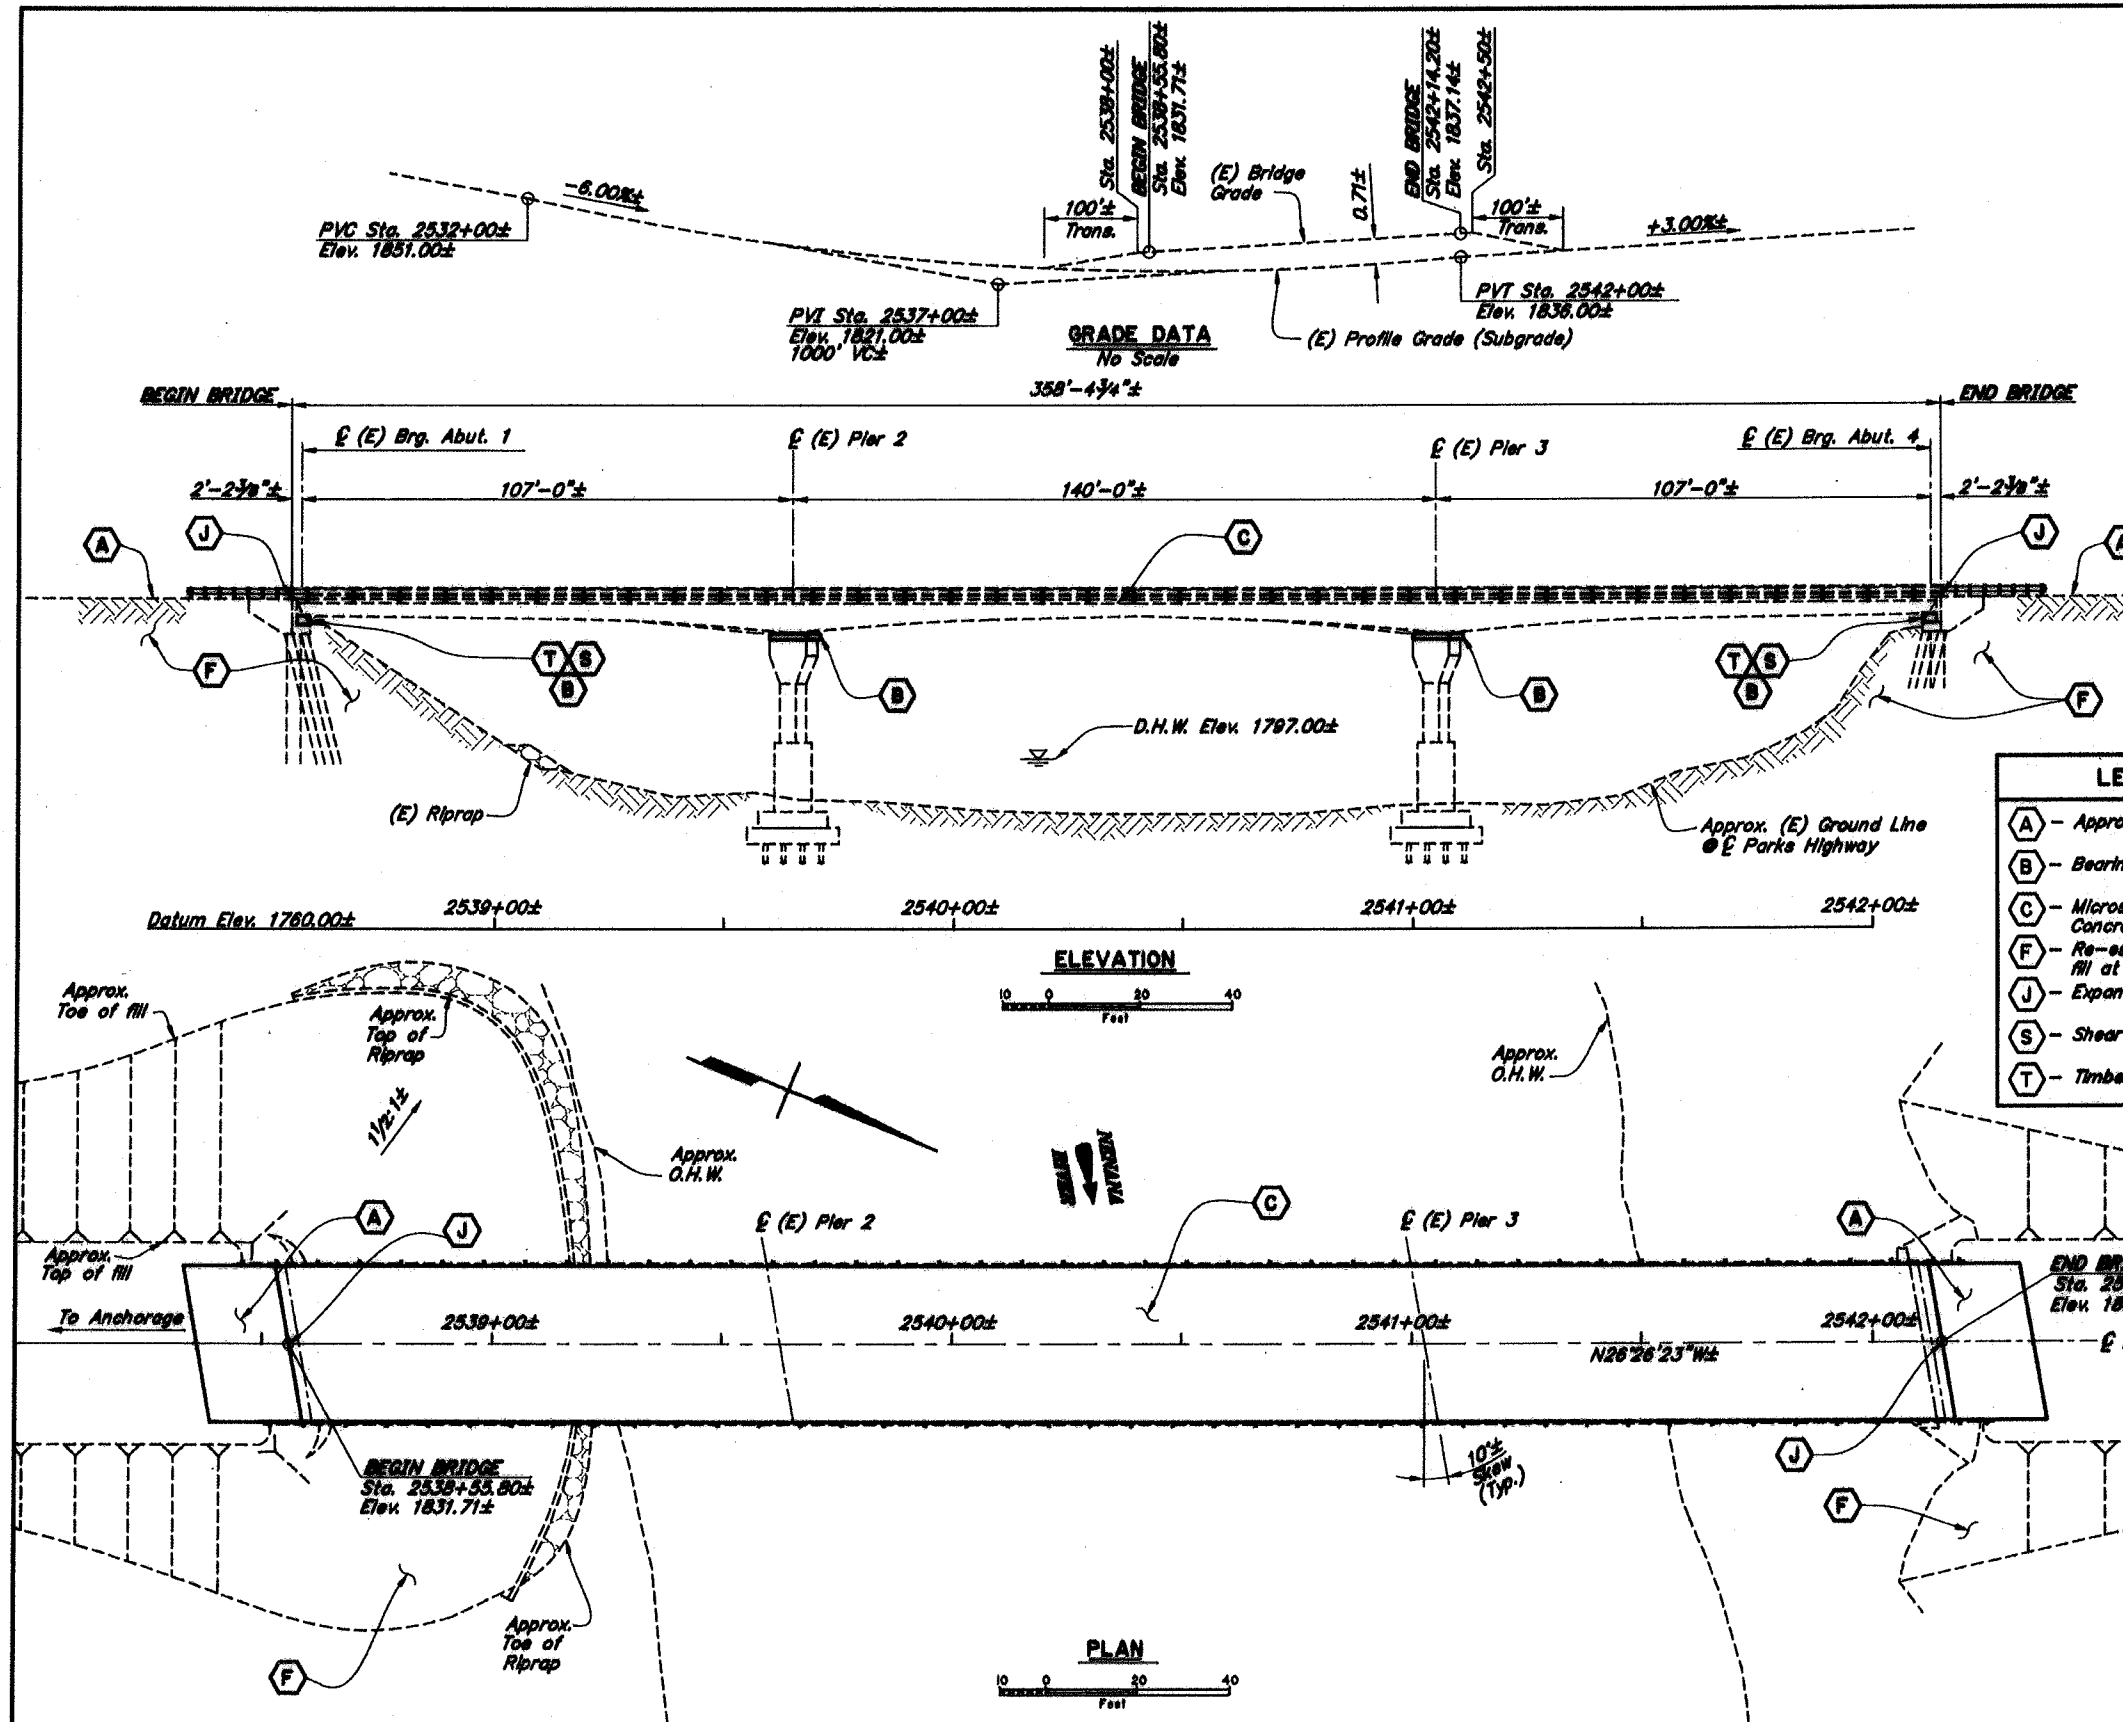 Sta. 2538+00±
BEGIN BRIDGE
Sta. 2538+55.80±
Elev. 1831.71±
END BRIDGE
Sta. 2542+14.20±
Elev. 1837.14±
Sta. 2542+50±
-6.00%±
(E) Bridge
Grade
0.71±
100'±
Trans.
100'±
Trans.
+3.00%±
PVC Sta. 2532+00±
Elev. 1851.00±
PVI Sta. 2537+00±
Elev. 1821.00±
1000' VC±
PVT Sta. 2542+00±
Elev. 1836.00±
GRADE DATA
No Scale
(E) Profile Grade (Subgrade)
BEGIN BRIDGE
358'-4¾"±
END BRIDGE
℄ (E) Brg. Abut. 1
℄ (E) Pier 2
℄ (E) Pier 3
℄ (E) Brg. Abut. 4
2'-2⅜"±
107'-0"±
140'-0"±
107'-0"±
2'-2⅜"±
A
J
C
J
A
F
T
S
B
B
B
T
S
B
F
D.H.W. Elev. 1797.00±
(E) Riprap
Approx. (E) Ground Line
@ ℄ Parks Highway
Datum Elev. 1760.00±
2539+00±
2540+00±
2541+00±
2542+00±
ELEVATION
10 0 20 40
Feet
A - Appro
B - Bearin
C -
Concre
F -
fill at
J - Expan
S - Shear
T - Timbe
Approx.
Toe of fill
Approx.
Top of
Riprap
1½:1±
Approx.
O.H.W.
NENANA
RIVER
Approx.
O.H.W.
A
J
℄ (E) Pier 2
C
℄ (E) Pier 3
A
Approx.
Top of fill
To Anchorage
2539+00±
2540+00±
2541+00±
2542+00±
N26°26'23"W±
END BR
Sta. 25
Elev. 18
℄
BEGIN BRIDGE
Sta. 2538+55.80±
Elev. 1831.71±
10°±
Skew
(Typ.)
J
F
Approx.
Toe of
Riprap
F
PLAN
10 0 20 40
Feet